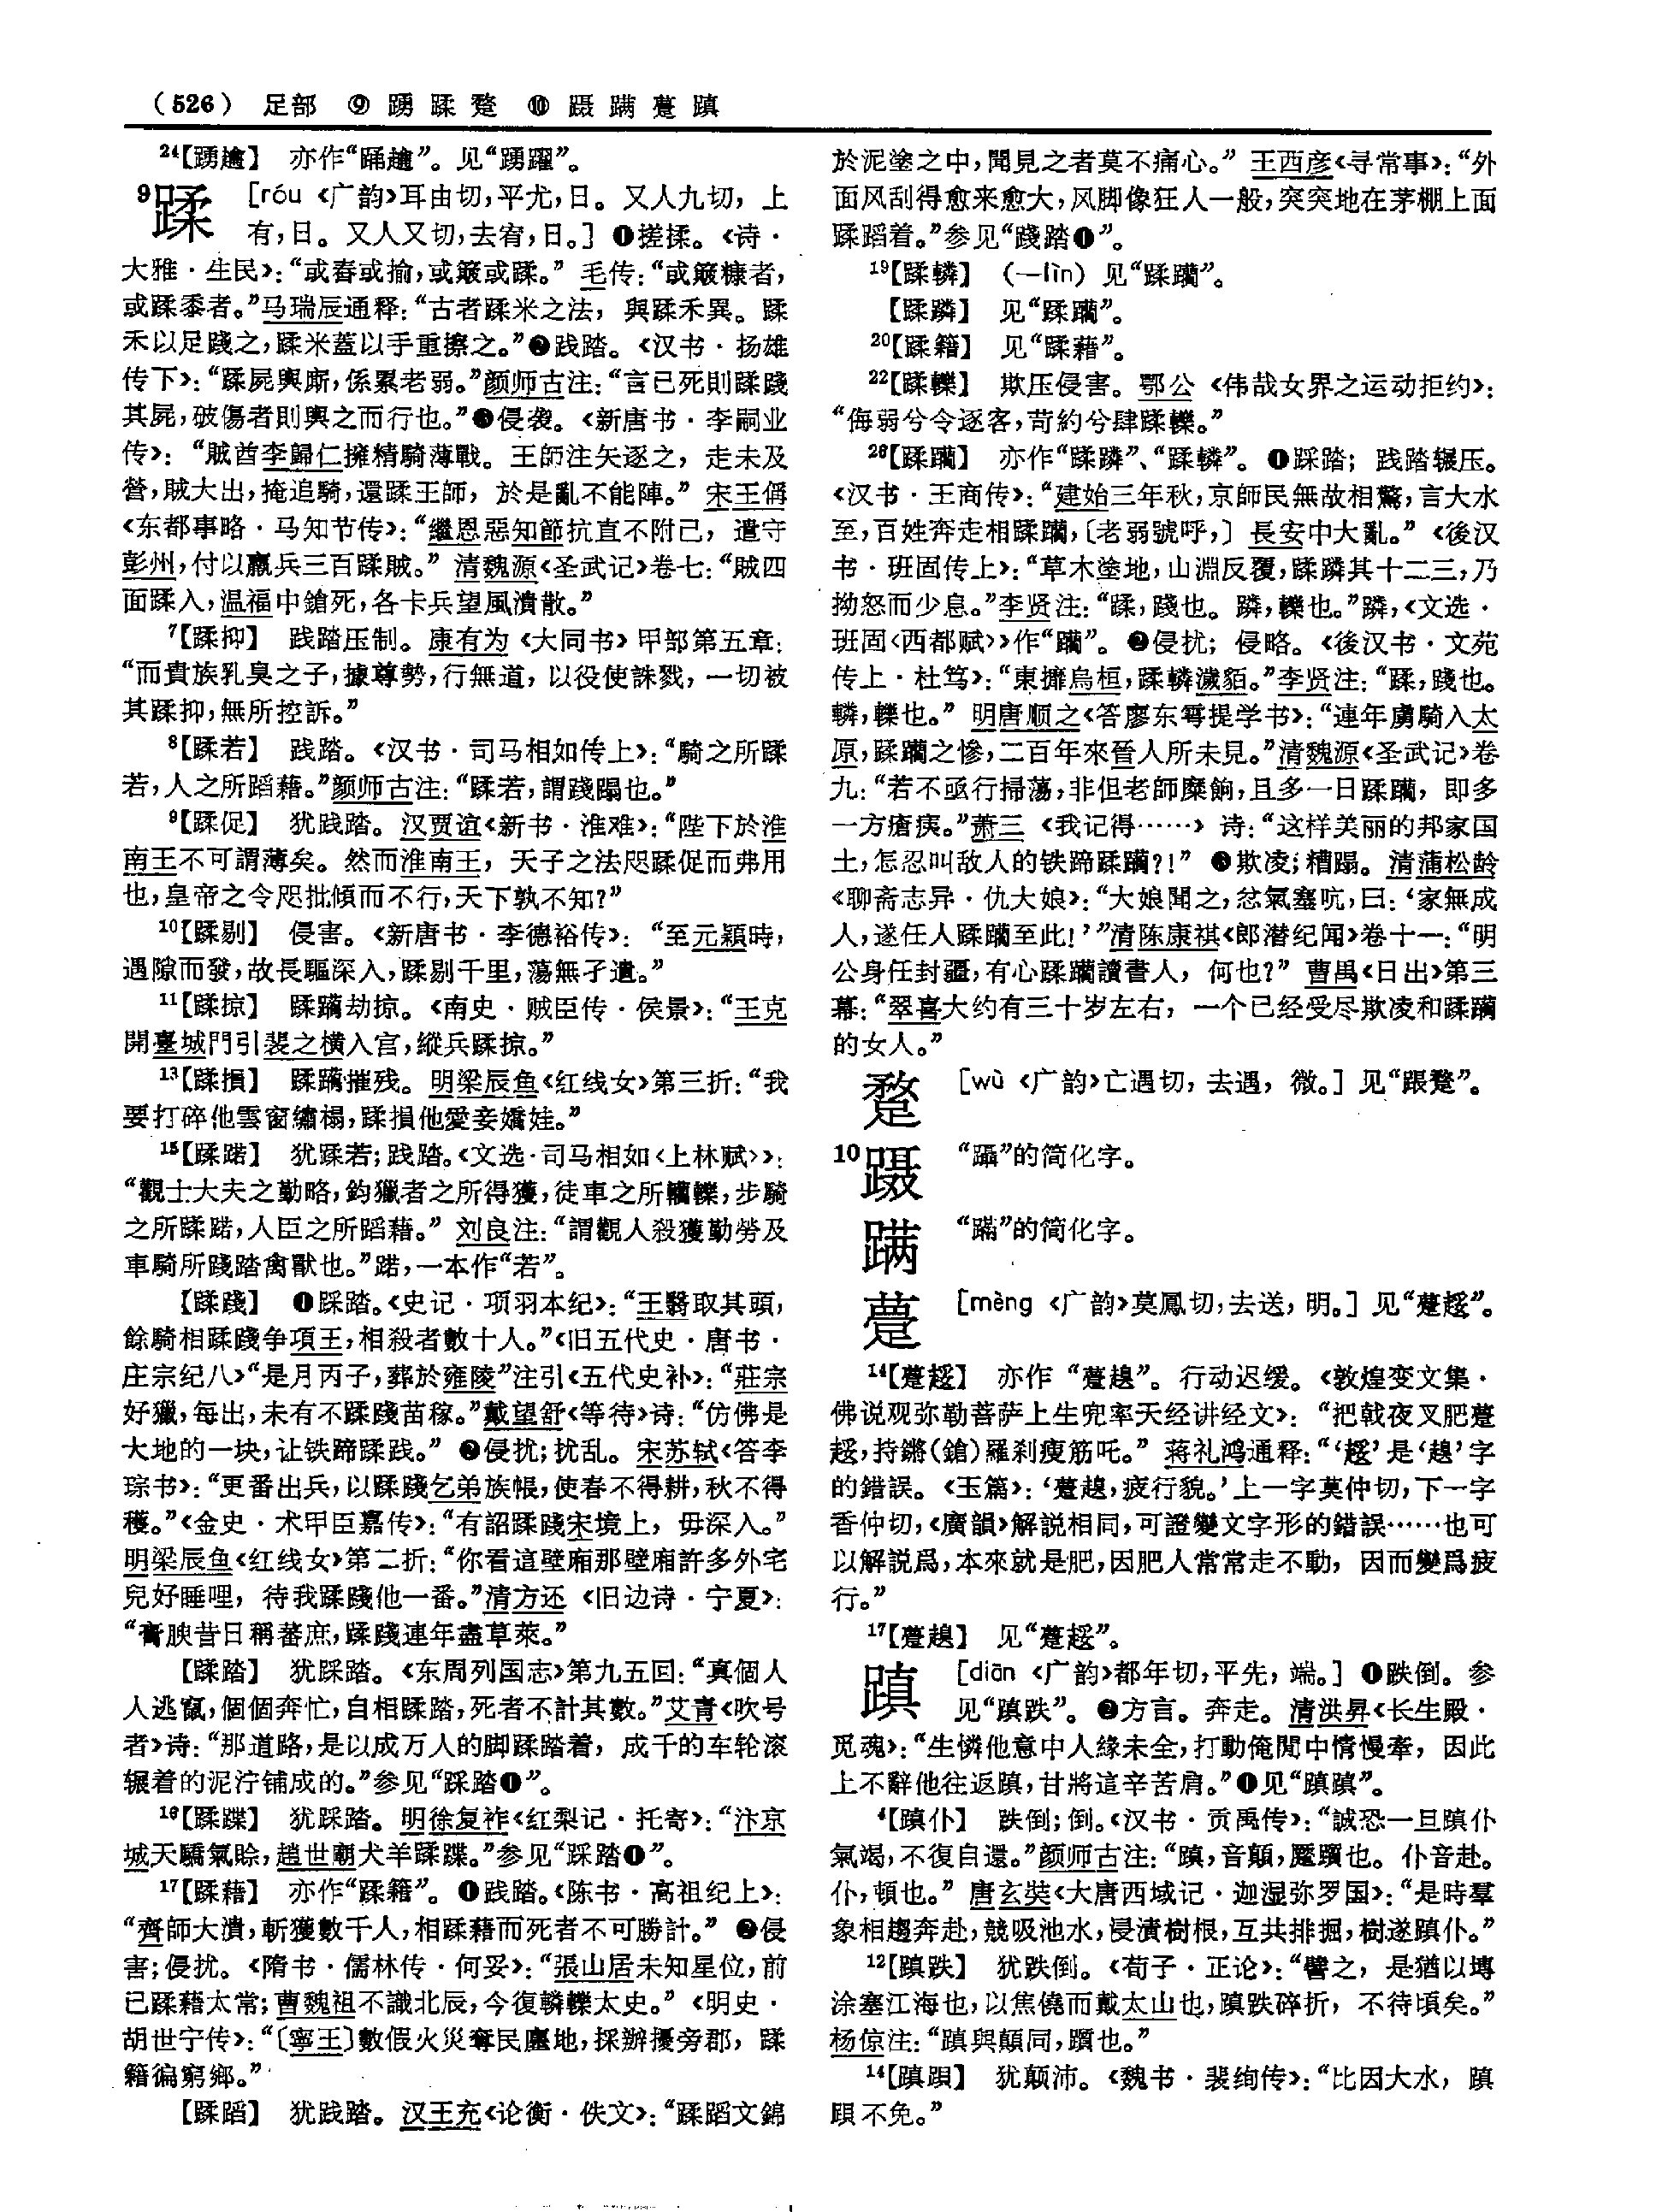 （526） 足部 ⑨ 踴 蹂 蹩 ⑩ 蹑 蹒 蹔 蹎
24【踴躍】 亦作“踊躍”。见“踴躍”。
9蹂 [róu《广韵》耳由切，平尤，日。又人九切，上
有，日。又人又切，去宥，日。] ❶搓揉。《诗·
大雅·生民》：“或舂或揄，或簸或蹂。” 毛传：“或簸糠者，
或蹂黍者。”马瑞辰通释：“古者蹂米之法，與蹂禾異。蹂
禾以足踐之，蹂米蓋以手重擦之。”❷践踏。《汉书·扬雄
传下》：“蹂屍輿廝，係累老弱。”颜师古注：“言已死則蹂踐
其屍，破傷者則輿之而行也。”❸侵袭。《新唐书·李嗣业
传》：“賊酋李歸仁擁精騎薄戰。王師注矢逐之，走未及
營，賊大出，掩追騎，還蹂王師，於是亂不能陣。” 宋王偁
《东都事略·马知节传》：“繼恩惡知節抗直不附己，遣守
彭州，付以羸兵三百蹂賊。” 清魏源《圣武记》卷七：“賊四
面蹂入，温福中鎗死，各卡兵望風潰散。”
7【蹂抑】 践踏压制。康有为《大同书》甲部第五章：
“而貴族乳臭之子，據尊勢，行無道，以役使誅戮，一切被
其蹂抑，無所控訴。”
8【蹂若】 践踏。《汉书·司马相如传上》：“騎之所蹂
若，人之所蹈藉。”颜师古注：“蹂若，謂踐蹋也。”
9【蹂促】 犹践踏。汉贾谊《新书·淮难》：“陛下於淮
南王不可謂薄矣。然而淮南王，天子之法咫蹂促而弗用
也，皇帝之令咫批傾而不行，天下孰不知？”
10【蹂剔】 侵害。《新唐书·李德裕传》：“至元穎時，
遇隙而發，故長驅深入，蹂剔千里，蕩無孑遺。”
11【蹂掠】 蹂躏劫掠。《南史·贼臣传·侯景》：“王克
開臺城門引裴之横入宫，縱兵蹂掠。”
13【蹂損】 蹂躏摧残。明梁辰鱼《红线女》第三折：“我
要打碎他雲窗繡榻，蹂損他愛妾嬌娃。”
15【蹂踖】 犹蹂若；践踏。《文选·司马相如〈上林赋〉》：
“觀士大夫之勤略，鈞獵者之所得獲，徒車之所轥轢，步騎
之所蹂踖，人臣之所蹈藉。” 刘良注：“謂觀人殺獲勤勞及
車騎所踐踏禽獸也。”踖，一本作“若”。
【蹂踐】 ❶踩踏。《史记·项羽本纪》：“王翳取其頭，
餘騎相蹂踐争項王，相殺者數十人。”《旧五代史·唐书·
庄宗纪八》“是月丙子，葬於雍陵”注引《五代史补》：“莊宗
好獵，每出，未有不蹂踐苗稼。”戴望舒《等待》诗：“仿佛是
大地的一块，让铁蹄蹂践。” ❷侵扰；扰乱。宋苏轼《答李
琮书》：“更番出兵，以蹂踐乞弟族帳，使春不得耕，秋不得
穫。”《金史·术甲臣嘉传》：“有詔蹂踐宋境上，毋深入。”
明梁辰鱼《红线女》第二折：“你看這壁廂那壁廂許多外宅
兒好睡哩，待我蹂踐他一番。”清方还《旧边诗·宁夏》：
“膏腴昔日稱蕃庶，蹂踐連年盡草萊。”
【蹂踏】 犹踩踏。《东周列国志》第九五回：“真個人
人逃竄，個個奔忙，自相蹂踏，死者不計其數。”艾青《吹号
者》诗：“那道路，是以成万人的脚蹂踏着，成千的车轮滚
辗着的泥泞铺成的。”参见“踩踏❶”。
16【蹂蹀】 犹踩踏。明徐复祚《红梨记·托寄》：“汴京
城天驕氣賒，趙世廟犬羊蹂蹀。”参见“踩踏❶”。
17【蹂藉】 亦作“蹂籍”。❶践踏。《陈书·高祖纪上》：
“齊師大潰，斬獲數千人，相蹂藉而死者不可勝計。” ❷侵
害；侵扰。《隋书·儒林传·何妥》：“張山居未知星位，前
已蹂藉太常；曹魏祖不識北辰，今復轔轢太史。”《明史·
胡世宁传》：“〔寧王〕數假火災奪民廛地，採辦擾旁郡，蹂
籍徧窮鄉。”
【蹂蹈】 犹践踏。汉王充《论衡·佚文》：“蹂蹈文錦
於泥塗之中，聞見之者莫不痛心。” 王西彦《寻常事》：“外
面风刮得愈来愈大，风脚像狂人一般，突突地在茅棚上面
蹂蹈着。”参见“踐踏❶”。
19【蹂轔】 （—lìn）见“蹂躪”。
【蹂蹸】 见“蹂躪”。
20【蹂籍】 见“蹂藉”。
22【蹂轢】 欺压侵害。鄂公《伟哉女界之运动拒约》：
“侮弱兮令逐客，苛約兮肆蹂轢。”
26【蹂躪】 亦作“蹂蹸”、“蹂轔”。❶踩踏；践踏辗压。
《汉书·王商传》：“建始三年秋，京師民無故相驚，言大水
至，百姓奔走相蹂躪，〔老弱號呼，〕長安中大亂。”《後汉
书·班固传上》：“草木塗地，山淵反覆，蹂蹸其十二三，乃
拗怒而少息。”李贤注：“蹂，踐也。蹸，轢也。”蹸，《文选·
班固〈西都赋〉》作“躪”。❷侵扰；侵略。《後汉书·文苑
传上·杜笃》：“東攠烏桓，蹂轔濊貊。”李贤注：“蹂，踐也。
轔，轢也。” 明唐顺之《答廖东雩提学书》：“連年虜騎入太
原，蹂躪之慘，二百年來晉人所未見。”清魏源《圣武记》卷
九：“若不亟行掃蕩，非但老師糜餉，且多一日蹂躪，即多
一方瘡痍。”萧三《我记得……》诗：“这样美丽的邦家国
土，怎忍叫敌人的铁蹄蹂躪？！” ❸欺凌；糟蹋。清蒲松龄
《聊斋志异·仇大娘》：“大娘聞之，忿氣塞吭，曰：‘家無成
人，遂任人蹂躪至此！’”清陈康祺《郎潜纪闻》卷十一：“明
公身任封疆，有心蹂躪讀書人，何也？” 曹禺《日出》第三
幕：“翠喜大约有三十岁左右，一个已经受尽欺凌和蹂躪
的女人。”
[wù《广韵》亡遇切，去遇，微。]见
10蹑 “躡”的简化字。
蹒 “蹣”的简化字。
[mèng《广韵》莫鳳切，去送，明。]见
亦作 行动迟缓。《敦煌变文集·
佛说观弥勒菩萨上生兜率天经讲经文》：“把戟夜叉肥
持鏘（鎗）羅刹瘦筋吒。” 蒋礼鸿通释： 字
的錯誤。《玉篇》： 疲行貌。’上一字莫仲切，下一字
香仲切，《廣韻》解説相同，可證變文字形的錯誤……也可
以解説爲，本來就是肥，因肥人常常走不動，因而變爲疲
行。”
17 见
蹎 [diān《广韵》都年切，平先，端。] ❶跌倒。参
见“蹎跌”。❷方言。奔走。清洪昇《长生殿·
觅魂》：“生憐他意中人緣未全，打動俺閒中情慢牽，因此
上不辭他往返蹎，甘將這辛苦肩。”❶见“蹎蹎”。
4【蹎仆】 跌倒；倒。《汉书·贡禹传》：“誠恐一旦蹎仆
氣竭，不復自還。”颜师古注：“蹎，音顛，蹷躓也。仆音赴。
仆，頓也。” 唐玄奘《大唐西域记·迦湿弥罗国》：“是時羣
象相趨奔赴，競吸池水，浸漬樹根，互共排掘，樹遂蹎仆。”
12【蹎跌】 犹跌倒。《荀子·正论》：“譬之，是猶以塼
涂塞江海也，以焦僥而戴太山也，蹎跌碎折，不待頃矣。”
杨倞注：“蹎與顛同，躓也。”
14【蹎踬】 犹颠沛。《魏书·裴绚传》：“比因大水，蹎
不免。”